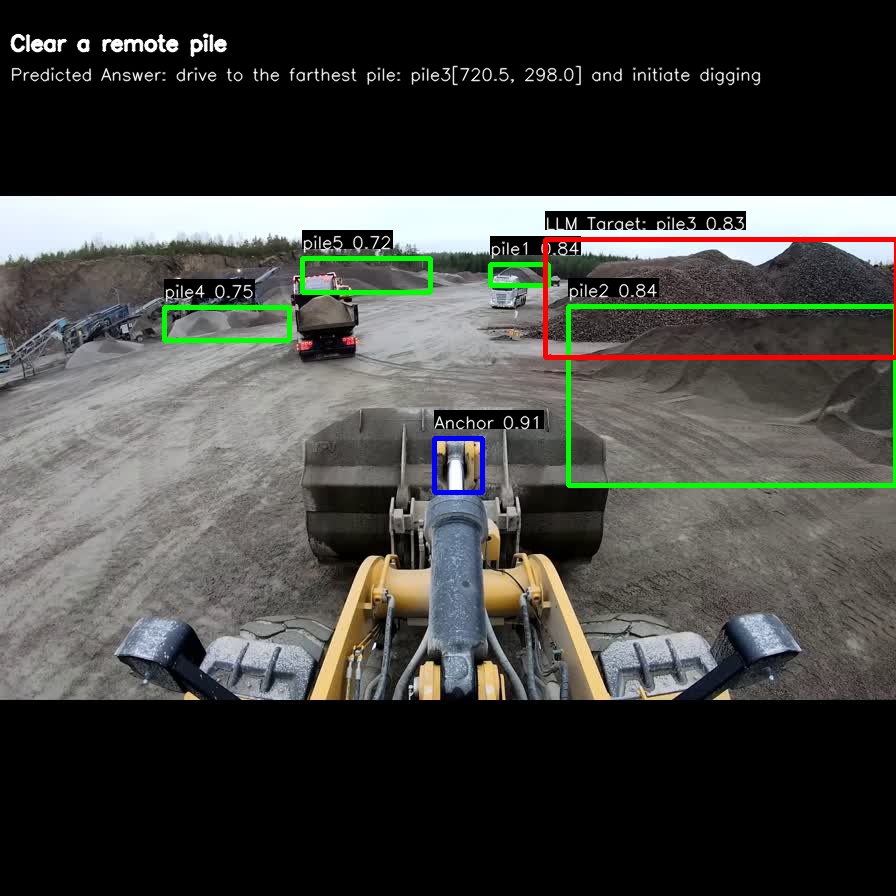 Clear a remote pile
Predicted Answer: drive to the farthest pile: pile3[720.5, 298.0] and initiate digging
LLM Target: pile3 0.83
pile5 0.72
pile1 0.84
pile4 0.75
pile2 0.84
Anchor 0.91